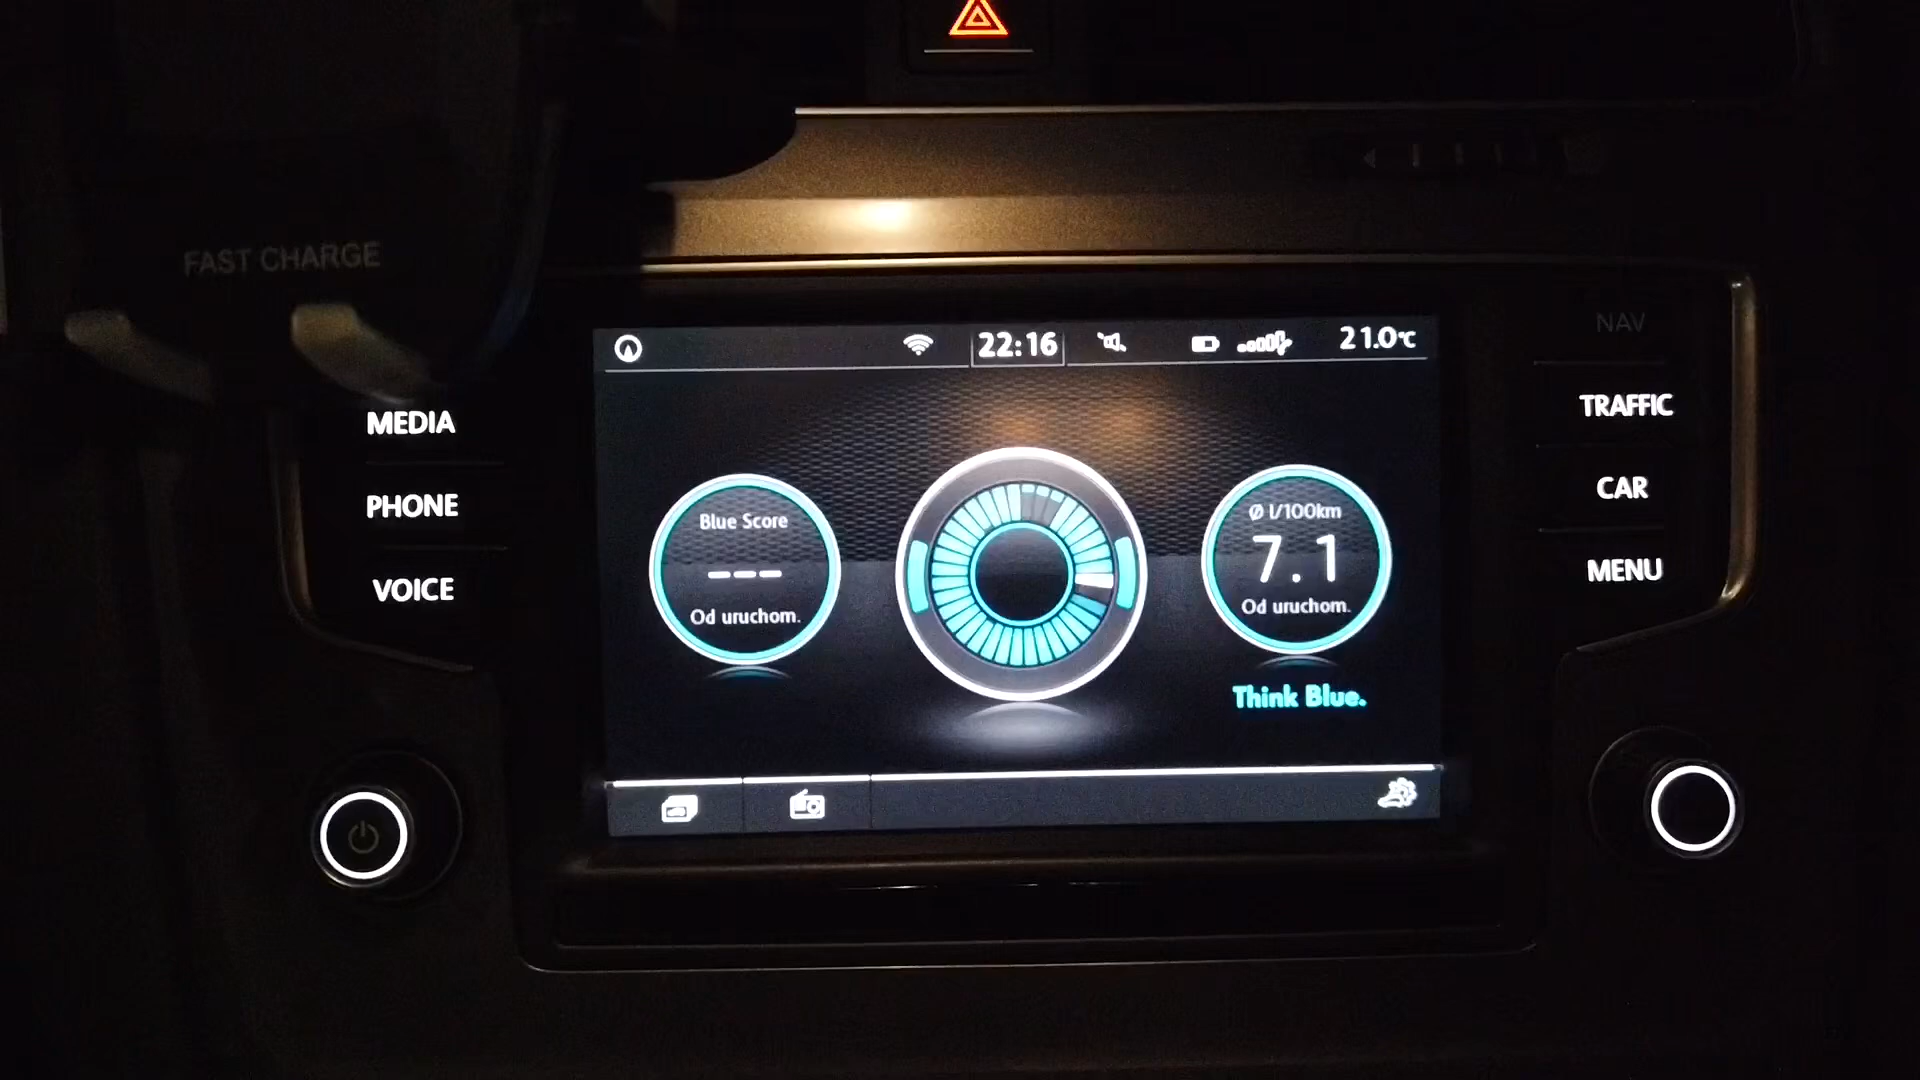 FAST CHARGE
22:16
21.0°C
NAV
MEDIA
TRAFFIC
PHONE
CAR
VOICE
MENU
Blue Score
---
Od uruchom.
Ø l/100km
7.1
Od uruchom.
Think Blue.